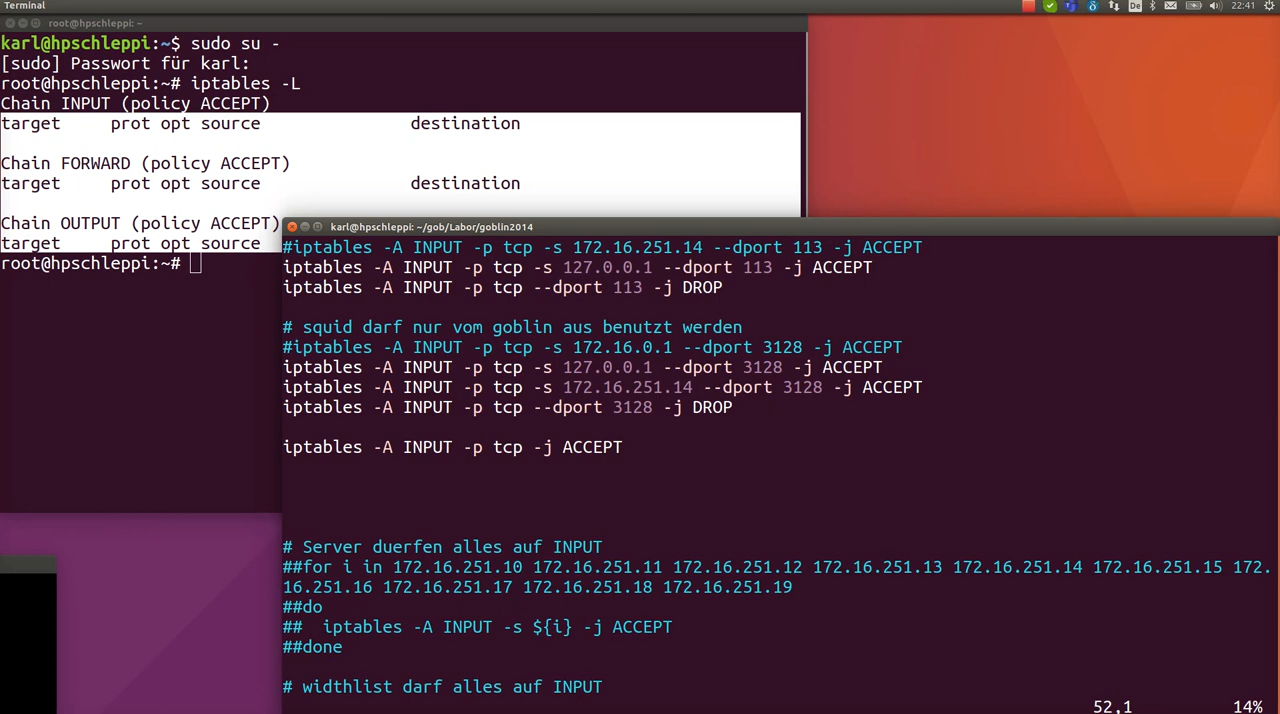 Terminal
De
22:41
root@hpschleppi: ~
karl@hpschleppi:~$ sudo su -
[sudo] Passwort für karl:
root@hpschleppi:~# iptables -L
Chain INPUT (policy ACCEPT)
target     prot opt source               destination
Chain FORWARD (policy ACCEPT)
target     prot opt source               destination
Chain OUTPUT (policy ACCEPT)
target     prot opt source
root@hpschleppi:~#
karl@hpschleppi: ~/gob/Labor/goblin2014
#iptables -A INPUT -p tcp -s 172.16.251.14 --dport 113 -j ACCEPT
iptables -A INPUT -p tcp -s 127.0.0.1 --dport 113 -j ACCEPT
iptables -A INPUT -p tcp --dport 113 -j DROP
# squid darf nur vom goblin aus benutzt werden
#iptables -A INPUT -p tcp -s 172.16.0.1 --dport 3128 -j ACCEPT
iptables -A INPUT -p tcp -s 127.0.0.1 --dport 3128 -j ACCEPT
iptables -A INPUT -p tcp -s 172.16.251.14 --dport 3128 -j ACCEPT
iptables -A INPUT -p tcp --dport 3128 -j DROP
iptables -A INPUT -p tcp -j ACCEPT
# Server duerfen alles auf INPUT
##for i in 172.16.251.10 172.16.251.11 172.16.251.12 172.16.251.13 172.16.251.14 172.16.251.15 172.
16.251.16 172.16.251.17 172.16.251.18 172.16.251.19
##do
##  iptables -A INPUT -s ${i} -j ACCEPT
##done
# widthlist darf alles auf INPUT
52,1          14%